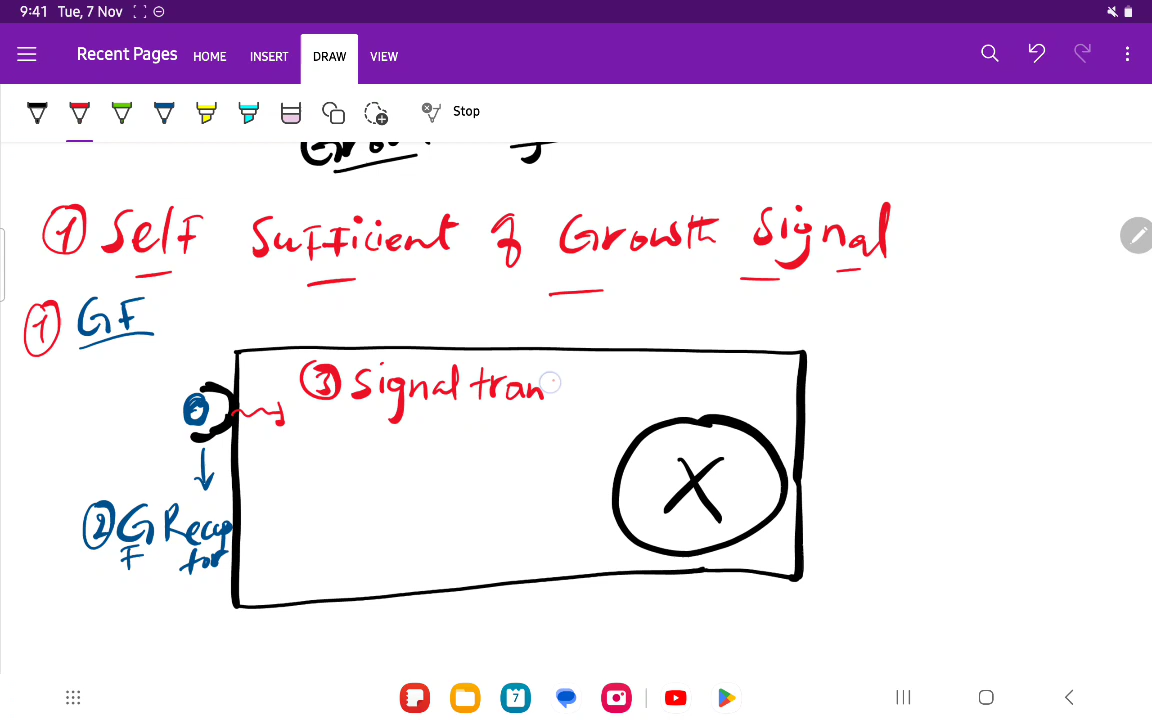 9:41 Tue, 7 Nov
Recent Pages HOME INSERT DRAW VIEW
Stop
① Self Sufficient of Growth Signal
① GF
③ Signal tran
X
② G Recep
F tor
7